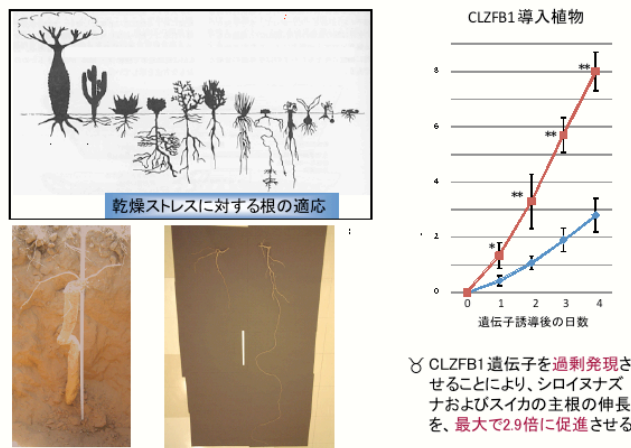 乾燥ストレスに対する根の適応
CLZFB1導入植物
8
6
4
2
0
**
**
**
*
0 1 2 3 4
遺伝子誘導後の日数
CLZFB1遺伝子を過剰発現さ
せることにより、シロイヌナズ
ナおよびスイカの主根の伸長
を、最大で2.9倍に促進させる